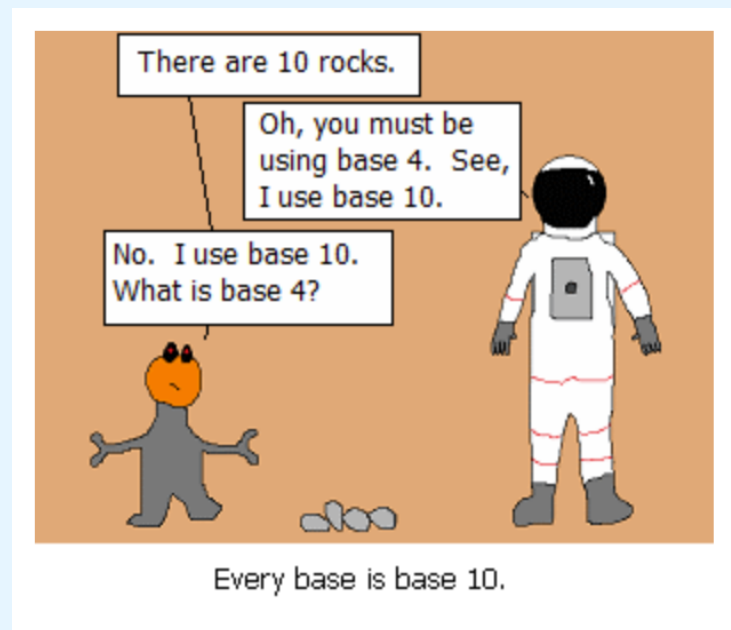 There are 10 rocks.
Oh, you must be
using base 4.  See,
I use base 10.
No.  I use base 10.
What is base 4?
Every base is base 10.